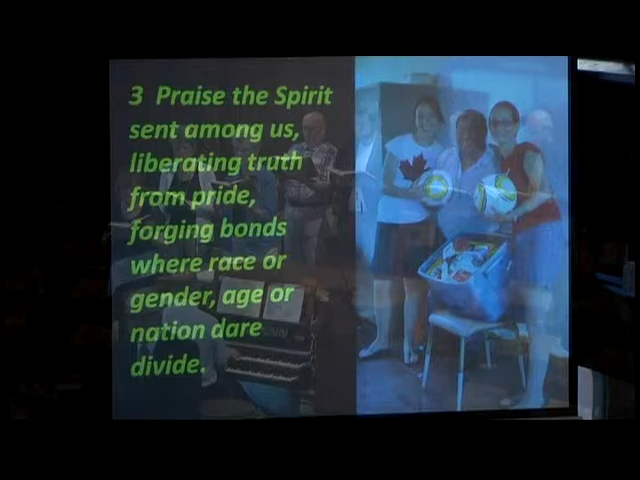 3 Praise the Spirit
sent among us,
liberating truth
from pride,
forging bonds
where race or
gender, age or
nation dare
divide.